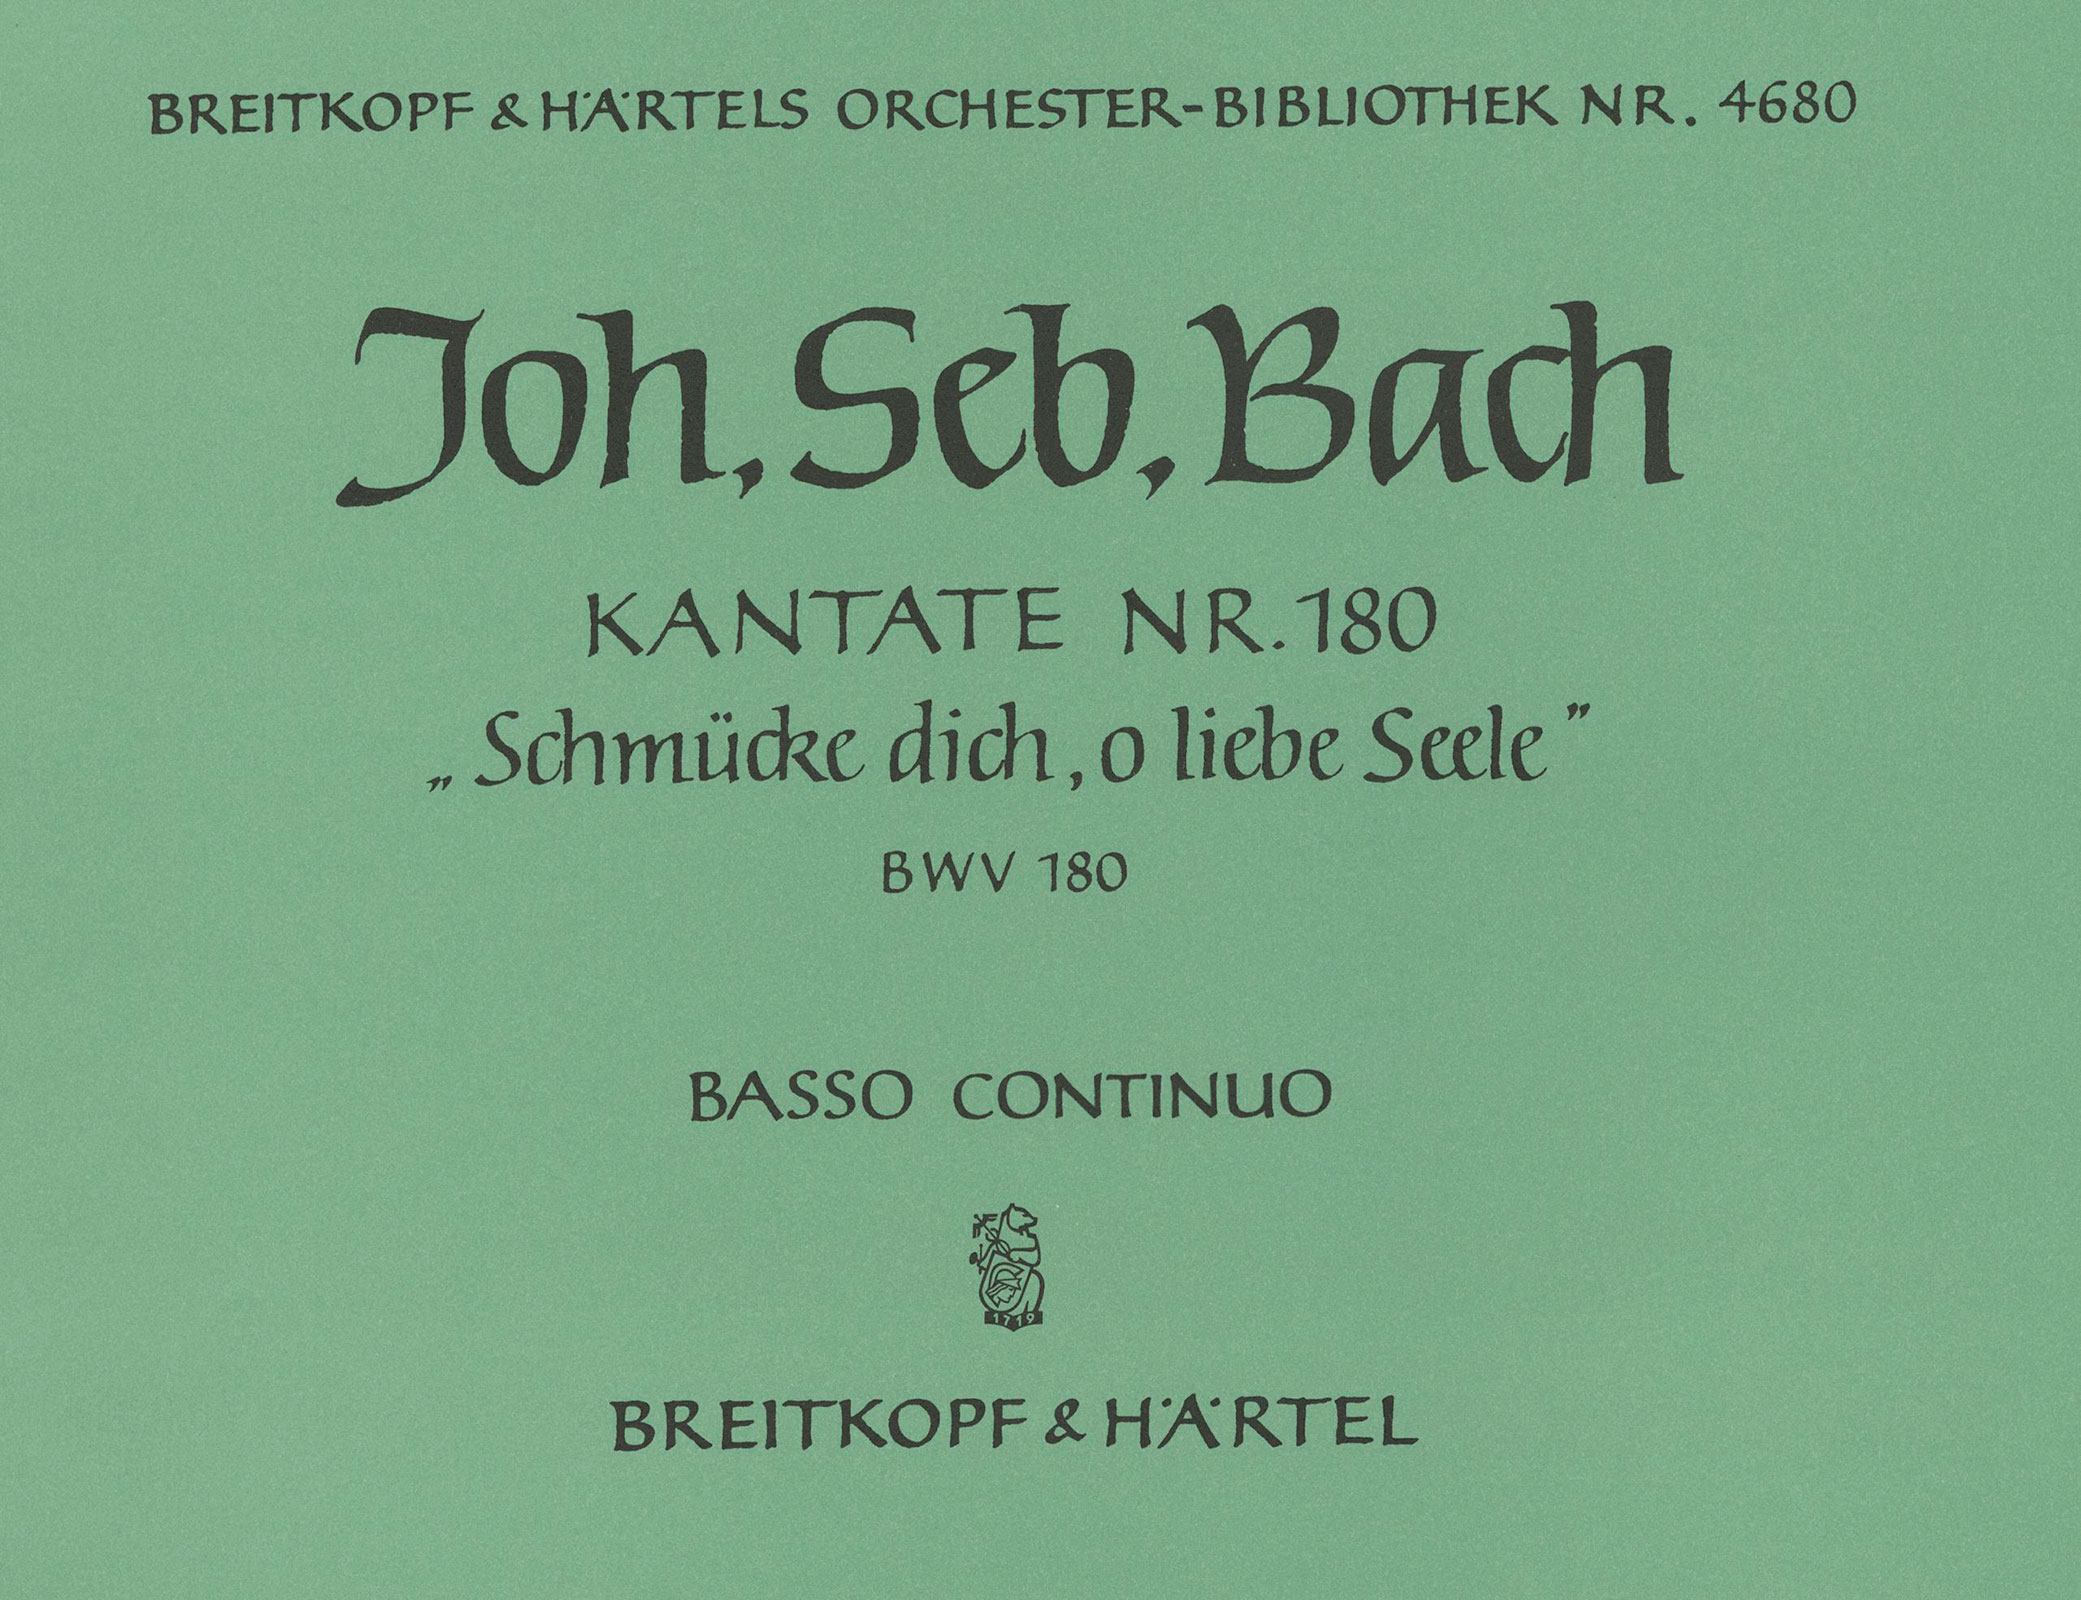 BREITKOPF & HÄRTELS ORCHESTER-BIBLIOTHEK NR. 4680
Joh. Seb. Bach
KANTATE NR. 180
„Schmücke dich, o liebe Seele”
BWV 180
BASSO CONTINUO
1719
BREITKOPF & HÄRTEL